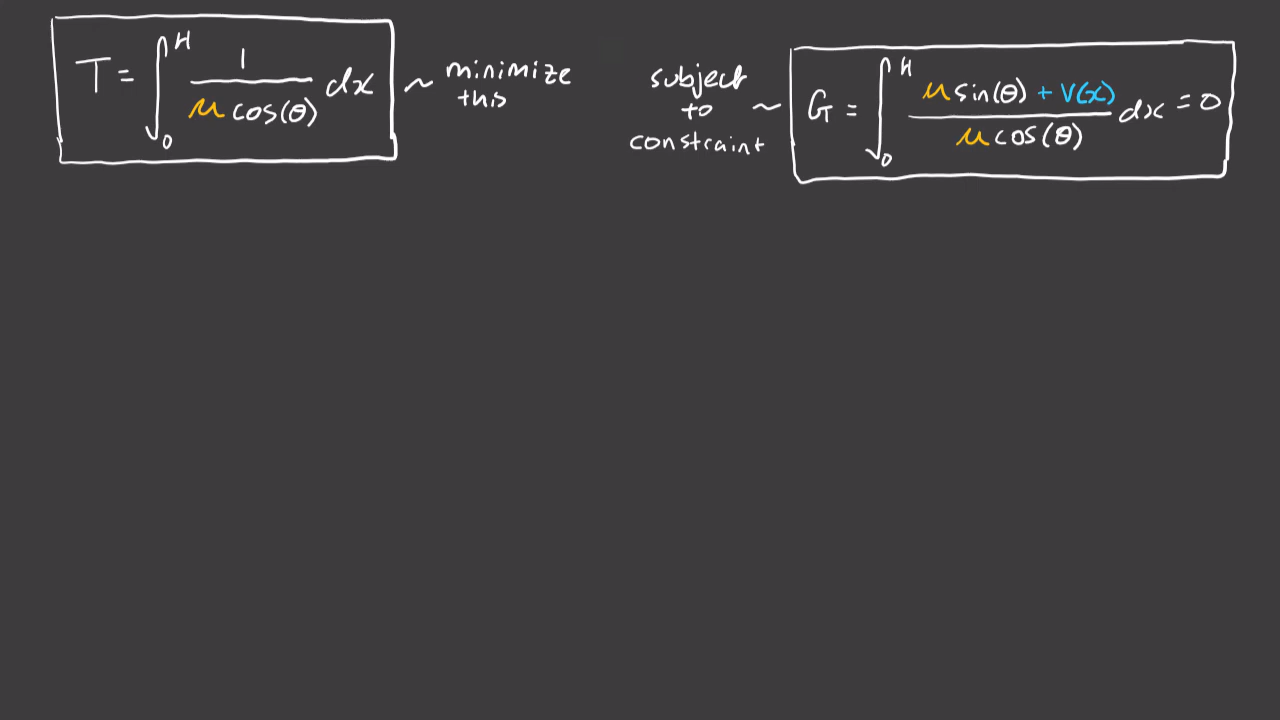 T = ∫₀ᴴ 1/(u cos(θ)) dx ~ minimize this
subject to constraint ~ G = ∫₀ᴴ (u sin(θ) + v(x))/(u cos(θ)) dx = 0